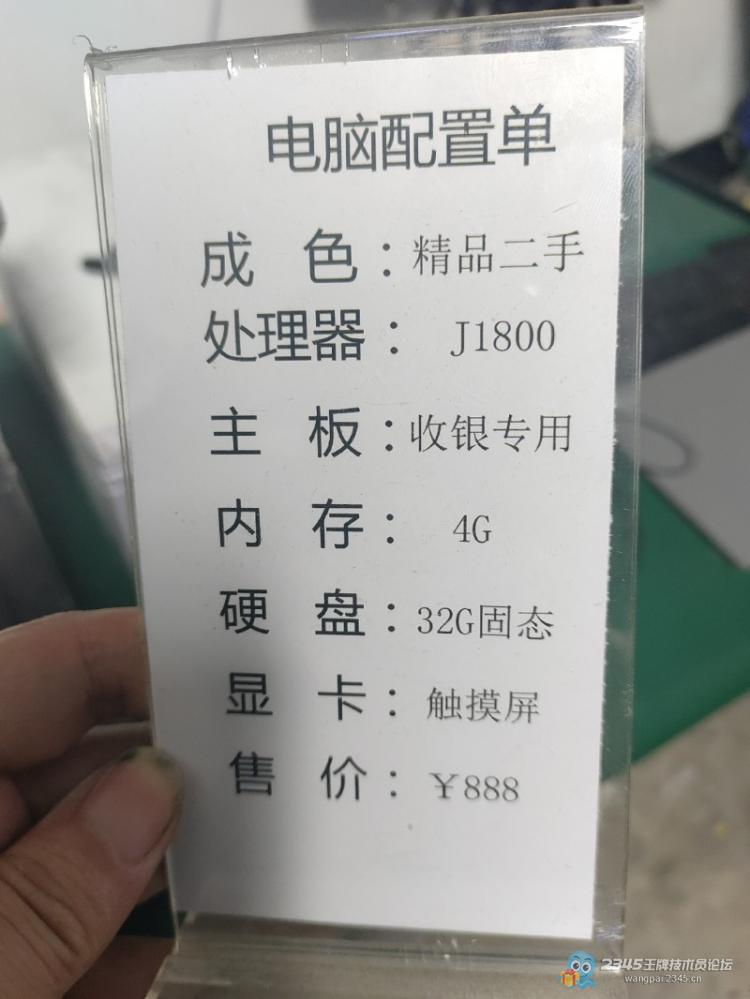 电脑配置单
成色：精品二手
处理器：J1800
主板：收银专用
内存：4G
硬盘：32G固态
显卡：触摸屏
售价：￥888
2345王牌技术员论坛
wangpai.2345.cn